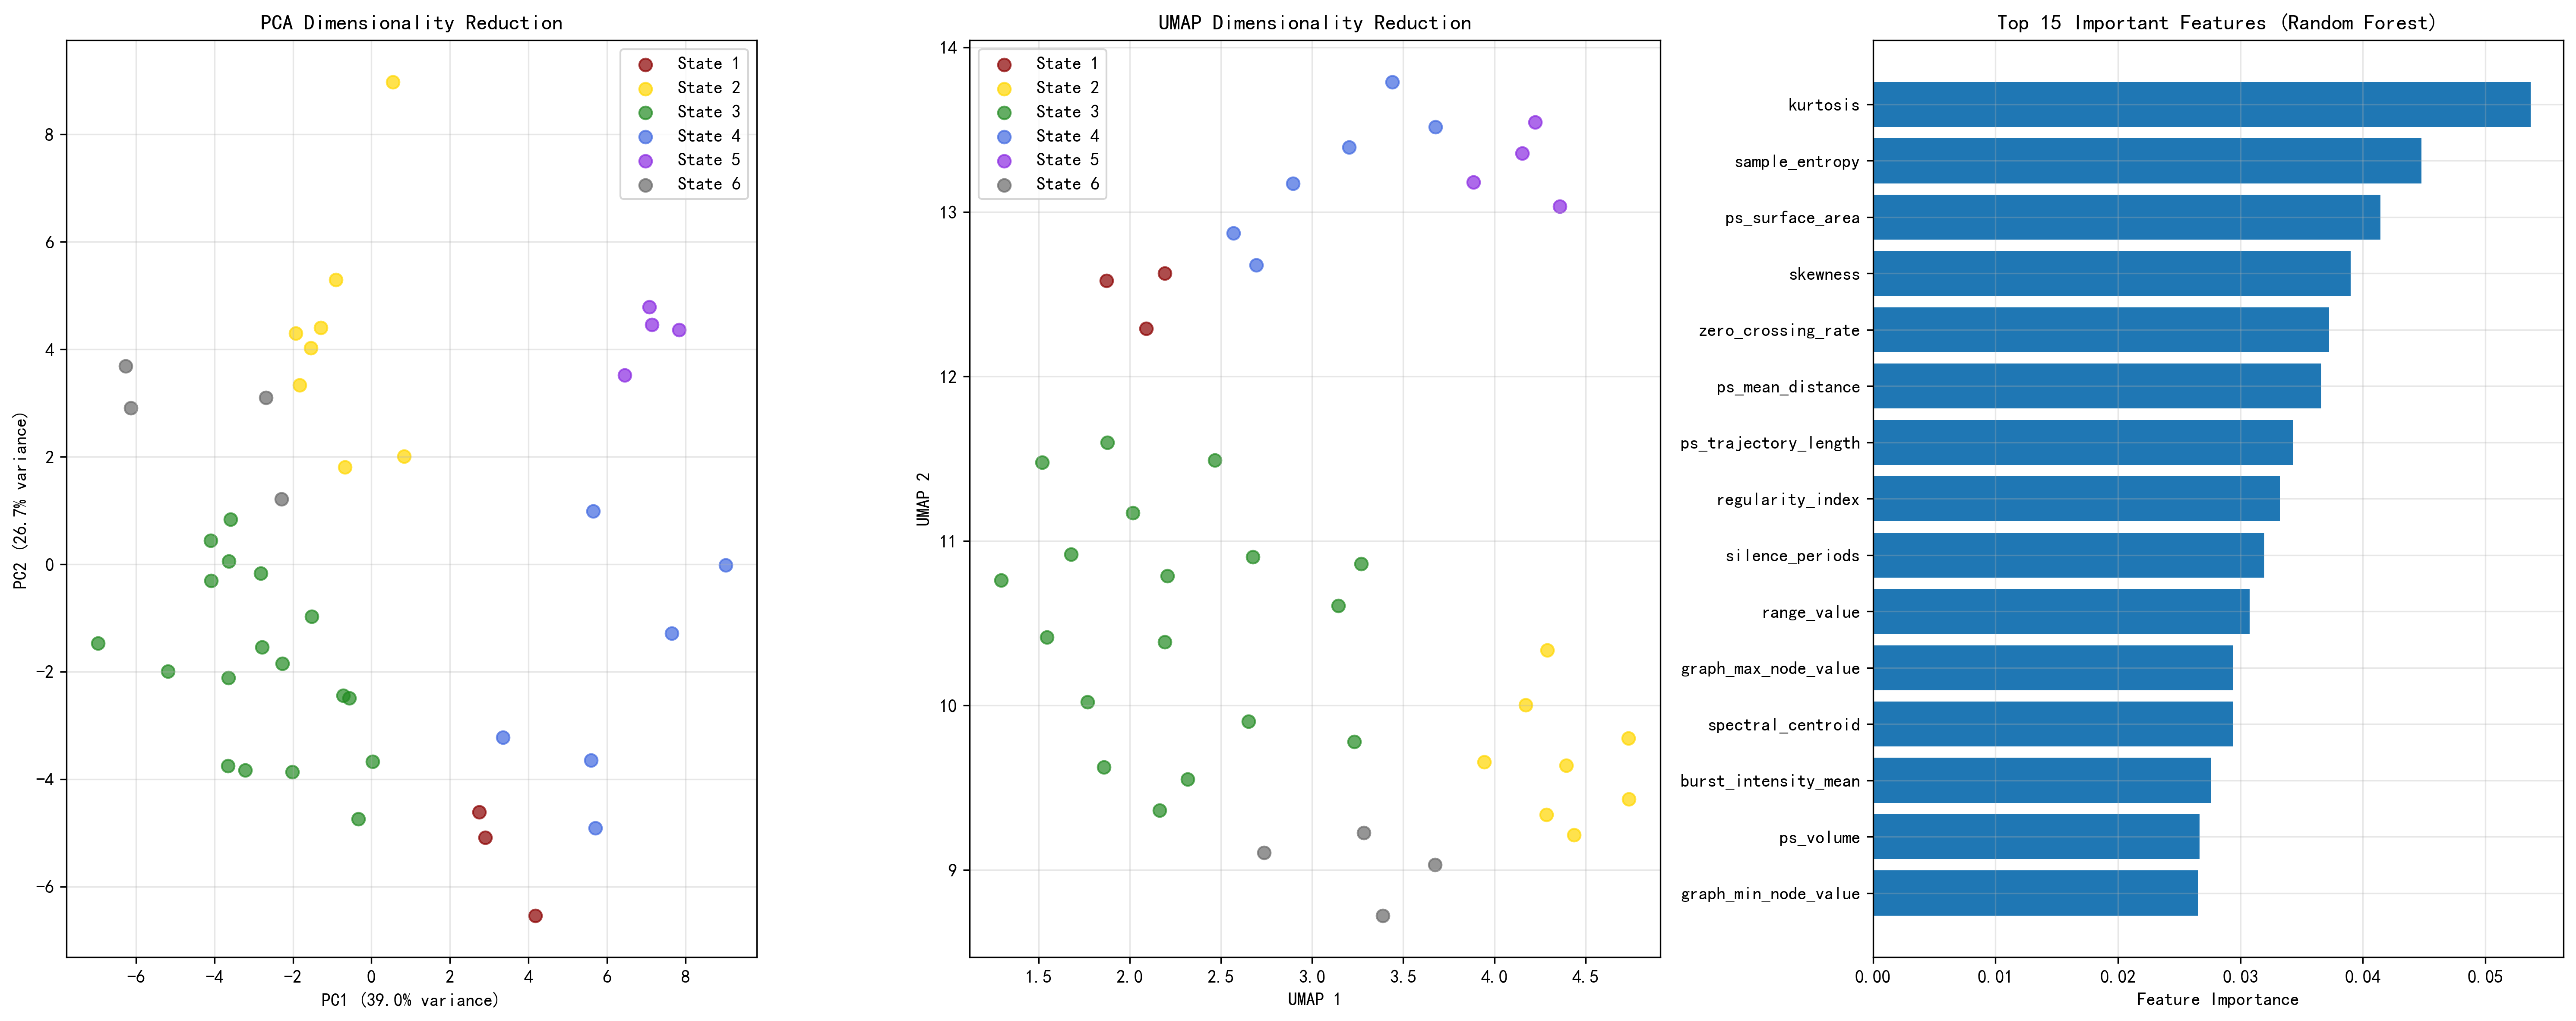 PCA Dimensionality Reduction
State 1
State 2
State 3
State 4
State 5
State 6
8
6
4
2
0
−2
−4
−6
PC2 (26.7% variance)
−6 −4 −2 0 2 4 6 8
PC1 (39.0% variance)
UMAP Dimensionality Reduction
State 1
State 2
State 3
State 4
State 5
State 6
14
13
12
11
10
9
UMAP 2
1.5 2.0 2.5 3.0 3.5 4.0 4.5
UMAP 1
Top 15 Important Features (Random Forest)
kurtosis
sample_entropy
ps_surface_area
skewness
zero_crossing_rate
ps_mean_distance
ps_trajectory_length
regularity_index
silence_periods
range_value
graph_max_node_value
spectral_centroid
burst_intensity_mean
ps_volume
graph_min_node_value
0.00 0.01 0.02 0.03 0.04 0.05
Feature Importance